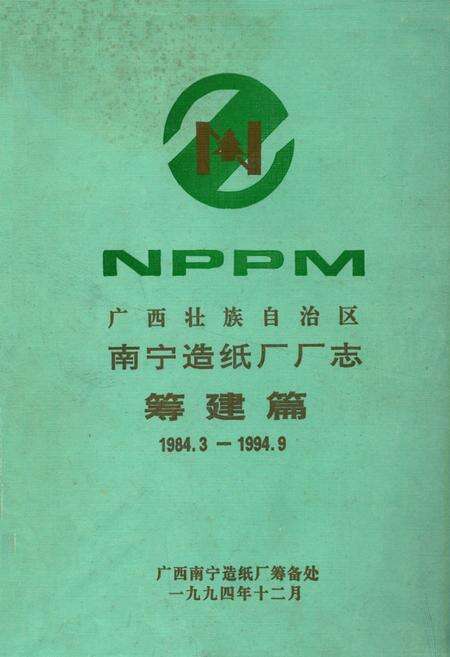 NPPM
广西壮族自治区
南宁造纸厂厂志
筹建篇
1984.3－1994.9
广西南宁造纸厂筹备处
一九九四年十二月